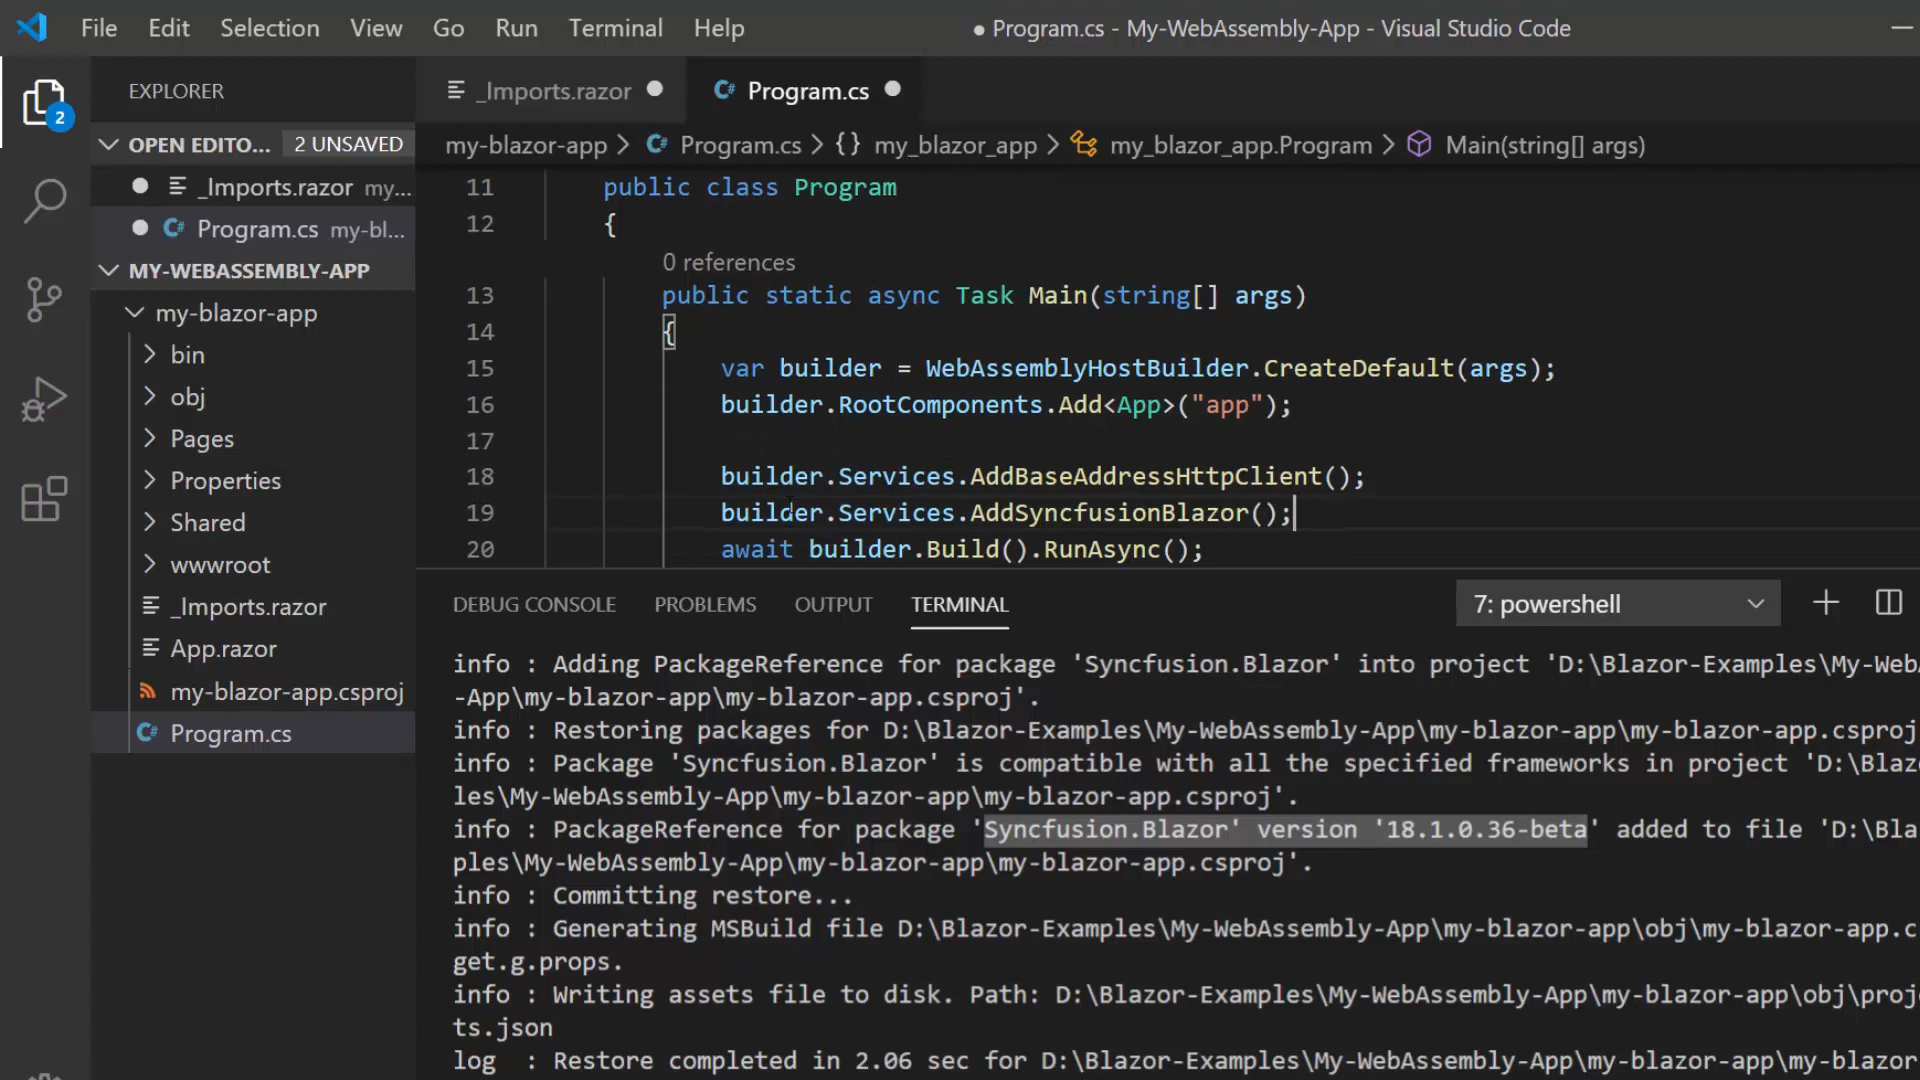 File Edit Selection View Go Run Terminal Help
● Program.cs - My-WebAssembly-App - Visual Studio Code
2
EXPLORER
OPEN EDITO... 2 UNSAVED
_Imports.razor my...
Program.cs my-bl...
MY-WEBASSEMBLY-APP
my-blazor-app
bin
obj
Pages
Properties
Shared
wwwroot
_Imports.razor
App.razor
my-blazor-app.csproj
Program.cs
_Imports.razor ● Program.cs ●
my-blazor-app > Program.cs > {} my_blazor_app > my_blazor_app.Program > Main(string[] args)
11 public class Program
12 {
0 references
13 public static async Task Main(string[] args)
14 {
15 var builder = WebAssemblyHostBuilder.CreateDefault(args);
16 builder.RootComponents.Add<App>("app");
17
18 builder.Services.AddBaseAddressHttpClient();
19 builder.Services.AddSyncfusionBlazor();
20 await builder.Build().RunAsync();
DEBUG CONSOLE PROBLEMS OUTPUT TERMINAL
7: powershell
info : Adding PackageReference for package 'Syncfusion.Blazor' into project 'D:\Blazor-Examples\My-WebA
-App\my-blazor-app\my-blazor-app.csproj'.
info : Restoring packages for D:\Blazor-Examples\My-WebAssembly-App\my-blazor-app\my-blazor-app.csproj
info : Package 'Syncfusion.Blazor' is compatible with all the specified frameworks in project 'D:\Blaz
les\My-WebAssembly-App\my-blazor-app\my-blazor-app.csproj'.
info : PackageReference for package 'Syncfusion.Blazor' version '18.1.0.36-beta' added to file 'D:\Bla
ples\My-WebAssembly-App\my-blazor-app\my-blazor-app.csproj'.
info : Committing restore...
info : Generating MSBuild file D:\Blazor-Examples\My-WebAssembly-App\my-blazor-app\obj\my-blazor-app.c
get.g.props.
info : Writing assets file to disk. Path: D:\Blazor-Examples\My-WebAssembly-App\my-blazor-app\obj\proj
ts.json
log : Restore completed in 2.06 sec for D:\Blazor-Examples\My-WebAssembly-App\my-blazor-app\my-blazor